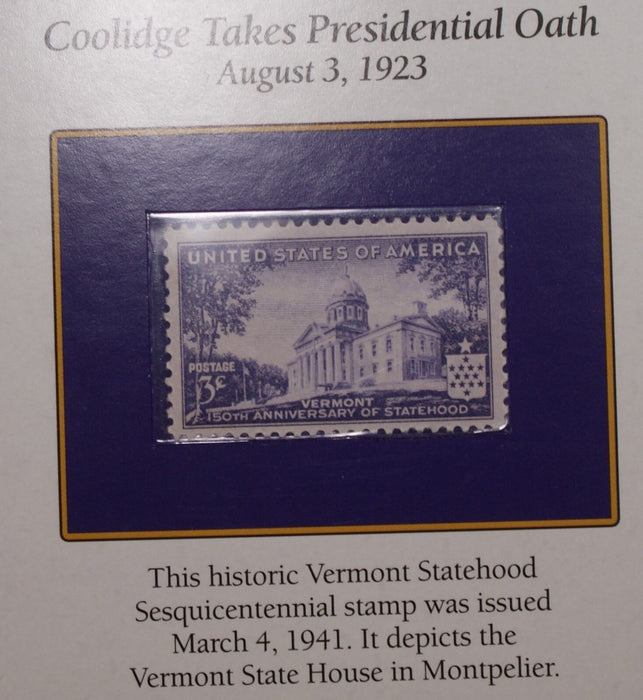 Coolidge Takes Presidential Oath
August 3, 1923
UNITED STATES OF AMERICA
POSTAGE
3¢
VERMONT
150TH ANNIVERSARY OF STATEHOOD
This historic Vermont Statehood
Sesquicentennial stamp was issued
March 4, 1941. It depicts the
Vermont State House in Montpelier.